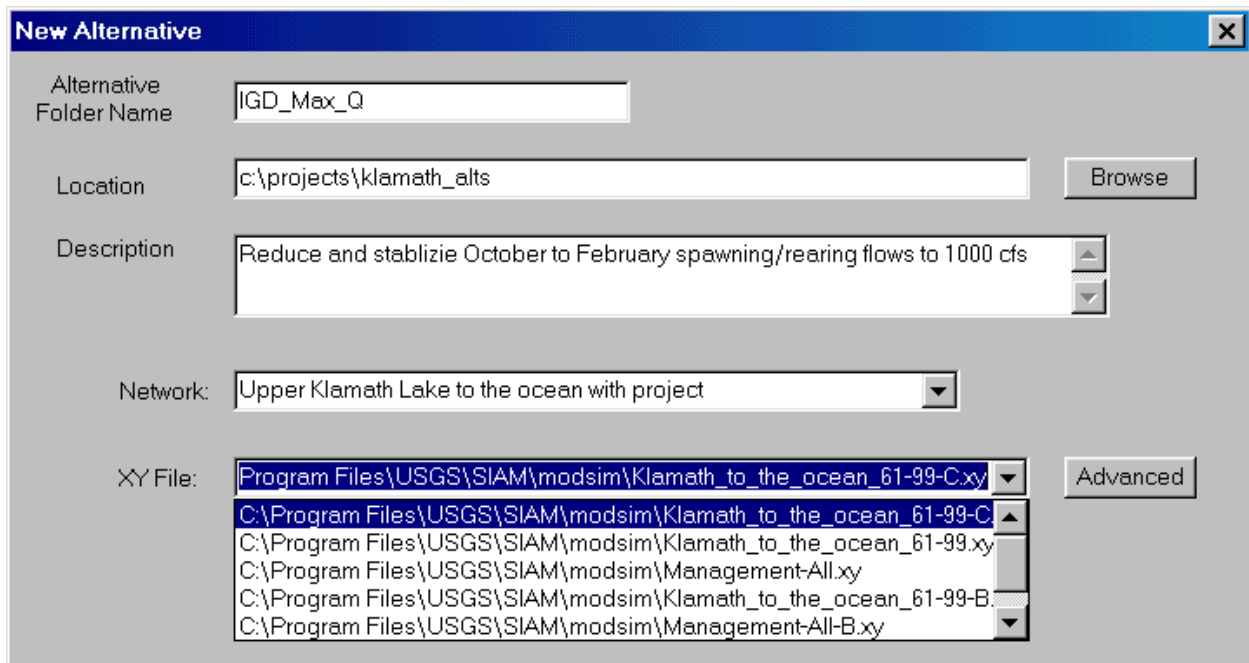 New Alternative
Alternative
Folder Name
IGD_Max_Q
Location
c:\projects\klamath_alts
Browse
Description
Reduce and stablizie October to February spawning/rearing flows to 1000 cfs
Network:
Upper Klamath Lake to the ocean with project
XY File:
Program Files\USGS\SIAM\modsim\Klamath_to_the_ocean_61-99-C.xy
Advanced
C:\Program Files\USGS\SIAM\modsim\Klamath_to_the_ocean_61-99-C.
C:\Program Files\USGS\SIAM\modsim\Klamath_to_the_ocean_61-99.xy
C:\Program Files\USGS\SIAM\modsim\Management-All.xy
C:\Program Files\USGS\SIAM\modsim\Klamath_to_the_ocean_61-99-B.
C:\Program Files\USGS\SIAM\modsim\Management-All-B.xy